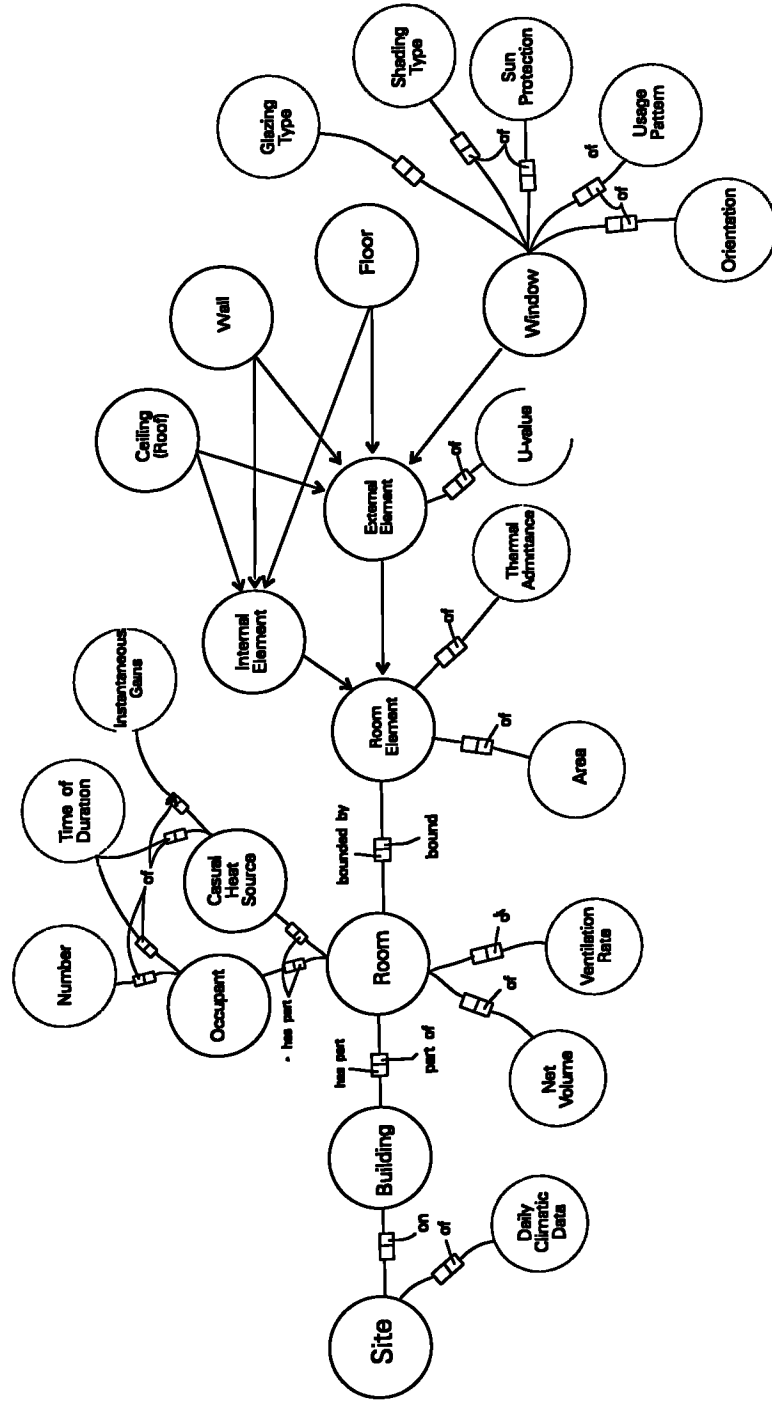 Site
on
of
Daily
Climatic
Data
Building
has part
part of
Room
of
Net
Volume
of
Ventilation
Rate
- has part
Occupant
Number
of
Time of
Duration
Casual
Heat
Source
Instantaneous
Gains
bounded by
bound
Room
Element
of
Area
of
Thermal
Admittance
Internal
Element
External
Element
of
U-value
Ceiling
(Roof)
Wall
Floor
Window
Glazing
Type
Shading
Type
of
Sun
Protection
of
Usage
Pattern
of
Orientation